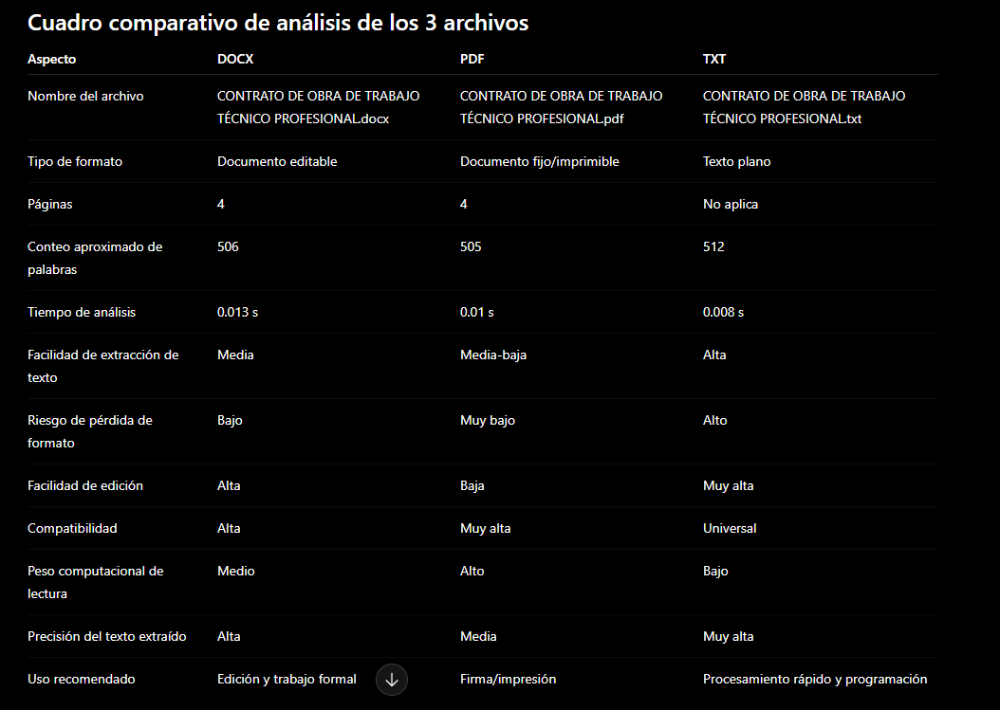 Cuadro comparativo de análisis de los 3 archivos
Aspecto DOCX PDF TXT
Nombre del archivo CONTRATO DE OBRA DE TRABAJO CONTRATO DE OBRA DE TRABAJO CONTRATO DE OBRA DE TRABAJO
TÉCNICO PROFESIONAL.docx TÉCNICO PROFESIONAL.pdf TÉCNICO PROFESIONAL.txt
Tipo de formato Documento editable Documento fijo/imprimible Texto plano
Páginas 4 4 No aplica
Conteo aproximado de 506 505 512
palabras
Tiempo de análisis 0.013 s 0.01 s 0.008 s
Facilidad de extracción de Media Media-baja Alta
texto
Riesgo de pérdida de Bajo Muy bajo Alto
formato
Facilidad de edición Alta Baja Muy alta
Compatibilidad Alta Muy alta Universal
Peso computacional de Medio Alto Bajo
lectura
Precisión del texto extraído Alta Media Muy alta
Uso recomendado Edición y trabajo formal Firma/impresión Procesamiento rápido y programación